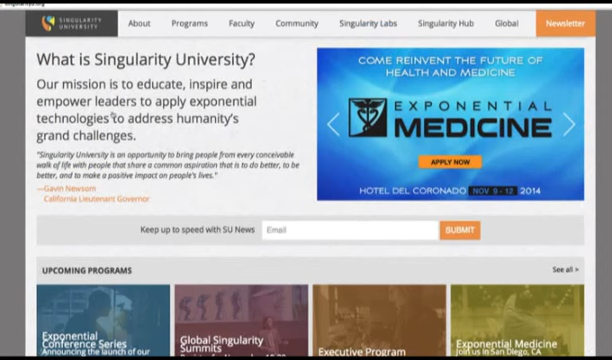 SINGULARITY
UNIVERSITY
About Programs Faculty Community Singularity Labs Singularity Hub Global Newsletter
What is Singularity University?
Our mission is to educate, inspire and
empower leaders to apply exponential
technologies to address humanity's
grand challenges.
"Singularity University is an opportunity to bring people from every conceivable
walk of life with people that share a common aspiration that is to do better, to be
better, and to make a positive impact on people's lives."
—Gavin Newsom
California Lieutenant Governor
COME REINVENT THE FUTURE OF
HEALTH AND MEDICINE
EXPONENTIAL
MEDICINE
APPLY NOW
HOTEL DEL CORONADO NOV 9-12 2014
Keep up to speed with SU News Email SUBMIT
UPCOMING PROGRAMS See all >
Exponential
Conference Series
Announcing the launch of our
Global Singularity
Summits
Executive Program
Exponential Medicine
Join us in San Diego, CA